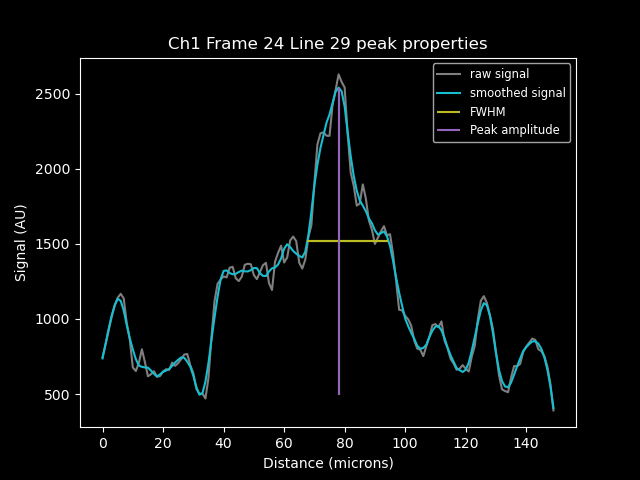 Ch1 Frame 24 Line 29 peak properties
raw signal
smoothed signal
FWHM
Peak amplitude
Signal (AU)
2500
2000
1500
1000
500
0 20 40 60 80 100 120 140
Distance (microns)